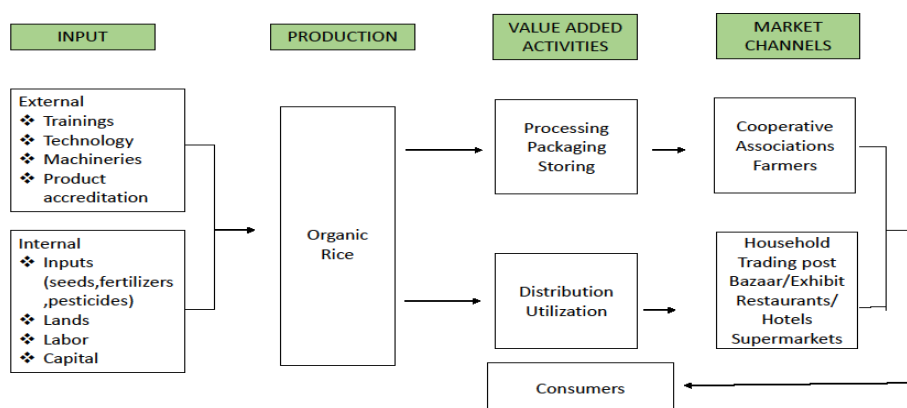 INPUT
PRODUCTION
VALUE ADDED
ACTIVITIES
MARKET
CHANNELS
External
❖ Trainings
❖ Technology
❖ Machineries
❖ Product
accreditation
Internal
❖ Inputs
(seeds,fertilizers
,pesticides)
❖ Lands
❖ Labor
❖ Capital
Organic
Rice
Processing
Packaging
Storing
Distribution
Utilization
Cooperative
Associations
Farmers
Household
Trading post
Bazaar/Exhibit
Restaurants/
Hotels
Supermarkets
Consumers